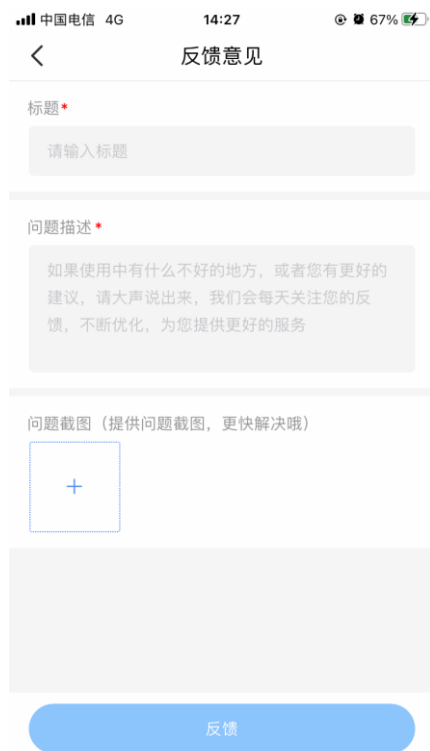 中国电信 4G 14:27 67%
反馈意见
标题*
请输入标题
问题描述*
如果使用中有什么不好的地方，或者您有更好的
建议，请大声说出来，我们会每天关注您的反
馈，不断优化，为您提供更好的服务
问题截图（提供问题截图，更快解决哦）
+
反馈